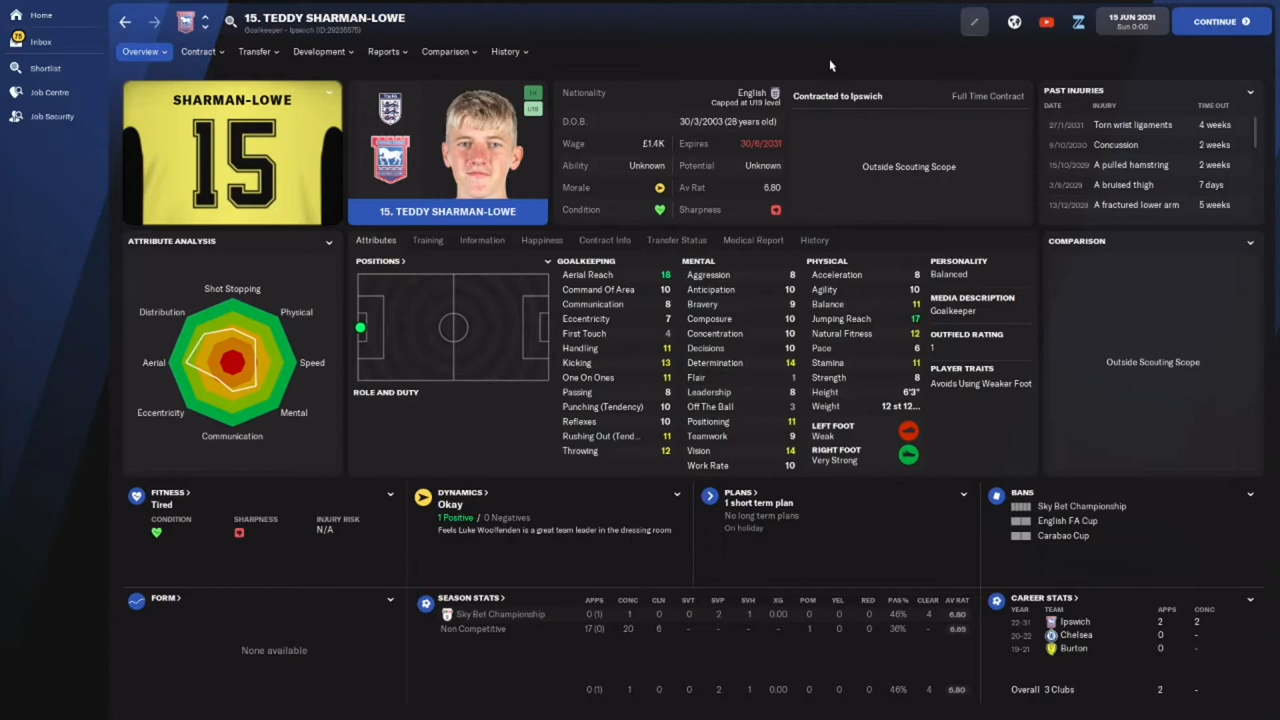 Home
75
Inbox
Shortlist
Job Centre
Job Security
15. TEDDY SHARMAN-LOWE
Goalkeeper - Ipswich (ID:29235575)
15 JUN 2031
Sun 0:00
CONTINUE
Overview
Contract
Transfer
Development
Reports
Comparison
History
SHARMAN-LOWE
15
15. TEDDY SHARMAN-LOWE
Nationality English
Capped at U19 level
D.O.B. 30/3/2003 (28 years old)
Wage £1.4K Expires 30/6/2031
Ability Unknown Potential Unknown
Morale Av Rat 6.80
Condition Sharpness
Contracted to Ipswich Full Time Contract
Outside Scouting Scope
PAST INJURIES
DATE INJURY TIME OUT
27/1/2031 Torn wrist ligaments 4 weeks
9/10/2030 Concussion 2 weeks
15/10/2029 A pulled hamstring 2 weeks
3/9/2029 A bruised thigh 7 days
13/12/2028 A fractured lower arm 5 weeks
ATTRIBUTE ANALYSIS
Shot Stopping
Distribution Physical
Aerial Speed
Eccentricity Mental
Communication
Attributes Training Information Happiness Contract Info Transfer Status Medical Report History
POSITIONS >
ROLE AND DUTY
GOALKEEPING
Aerial Reach 18
Command Of Area 10
Communication 8
Eccentricity 7
First Touch 4
Handling 11
Kicking 13
One On Ones 11
Passing 8
Punching (Tendency) 10
Reflexes 10
Rushing Out (Tend... 11
Throwing 12
MENTAL
Aggression 8
Anticipation 10
Bravery 9
Composure 10
Concentration 10
Decisions 10
Determination 14
Flair 1
Leadership 8
Off The Ball 3
Positioning 11
Teamwork 9
Vision 14
Work Rate 10
PHYSICAL
Acceleration 8
Agility 10
Balance 11
Jumping Reach 17
Natural Fitness 12
Pace 6
Stamina 11
Strength 8
Height 6'3"
Weight 12 st 12...
LEFT FOOT
Weak
RIGHT FOOT
Very Strong
PERSONALITY
Balanced
MEDIA DESCRIPTION
Goalkeeper
OUTFIELD RATING
1
PLAYER TRAITS
Avoids Using Weaker Foot
COMPARISON
Outside Scouting Scope
FITNESS >
Tired
CONDITION SHARPNESS INJURY RISK
N/A
DYNAMICS >
Okay
1 Positive / 0 Negatives
Feels Luke Woolfenden is a great team leader in the dressing room
PLANS >
1 short term plan
No long term plans
On holiday
BANS
Sky Bet Championship
English FA Cup
Carabao Cup
FORM >
None available
SEASON STATS > APPS CONC CLN SVT SVP SVH XG POM YEL RED PAS% CLEAR AV RAT
Sky Bet Championship 0 (1) 1 0 0 2 1 0.00 0 0 0 46% 4 6.80
Non Competitive 17 (0) 20 6 - - - - 1 0 0 36% - 6.65
0 (1) 1 0 0 2 1 0.00 0 0 0 46% 4 6.80
CAREER STATS >
YEAR TEAM APPS CONC
22-31 Ipswich 2 2
20-22 Chelsea 0 -
19-21 Burton 0 -
Overall 3 Clubs 2 -